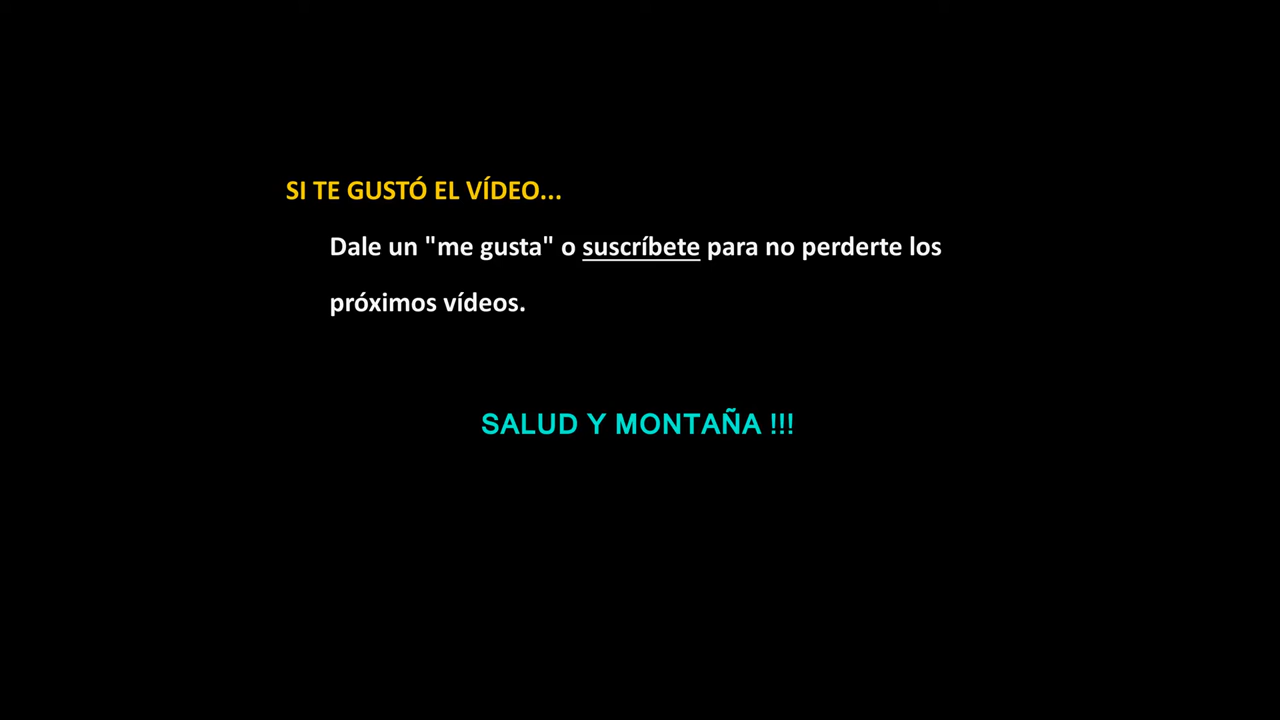 SI TE GUSTÓ EL VÍDEO...
Dale un "me gusta" o suscríbete para no perderte los
próximos vídeos.
SALUD Y MONTAÑA !!!